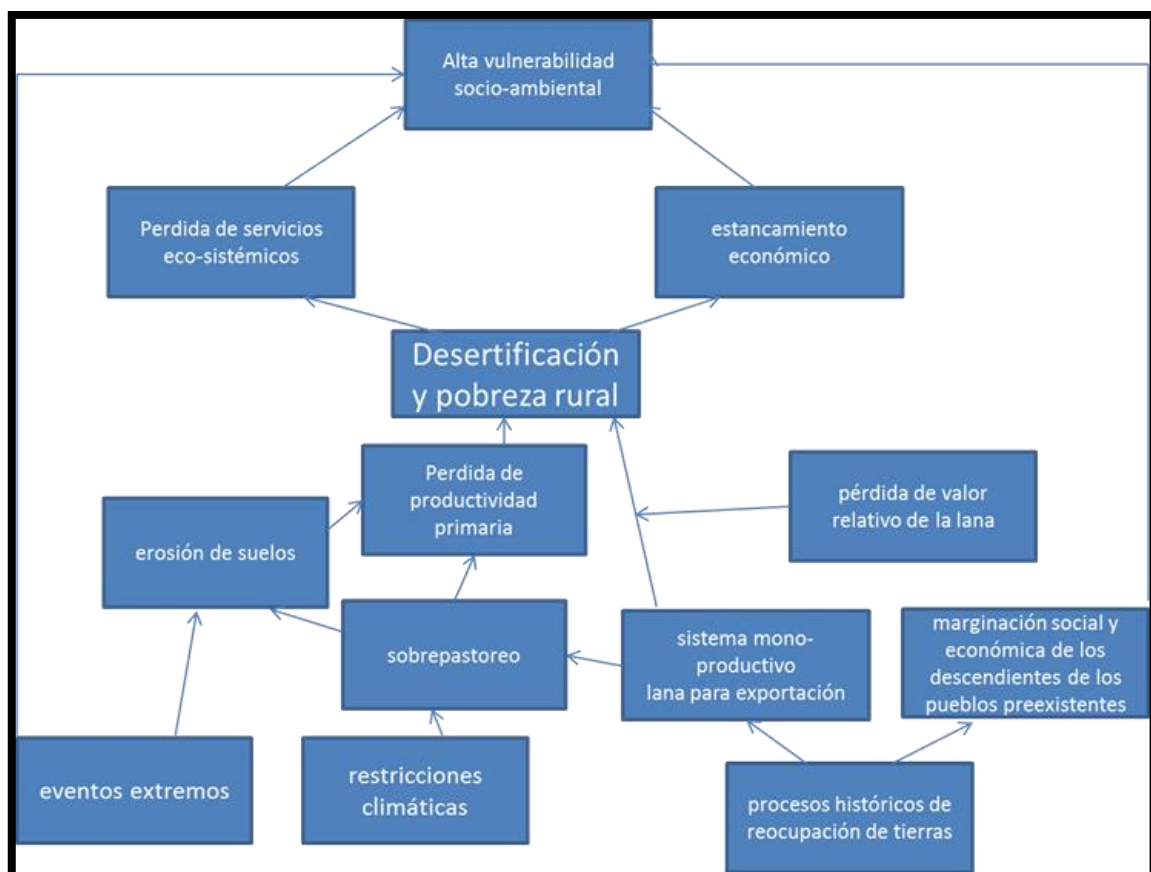 Alta vulnerabilidad
socio-ambiental
Perdida de servicios
eco-sistémicos
estancamiento
económico
Desertificación
y pobreza rural
Perdida de
productividad
primaria
pérdida de valor
relativo de la lana
erosión de suelos
sobrepastoreo
sistema mono-
productivo
lana para exportación
marginación social y
económica de los
descendientes de los
pueblos preexistentes
eventos extremos
restricciones
climáticas
procesos históricos de
reocupación de tierras